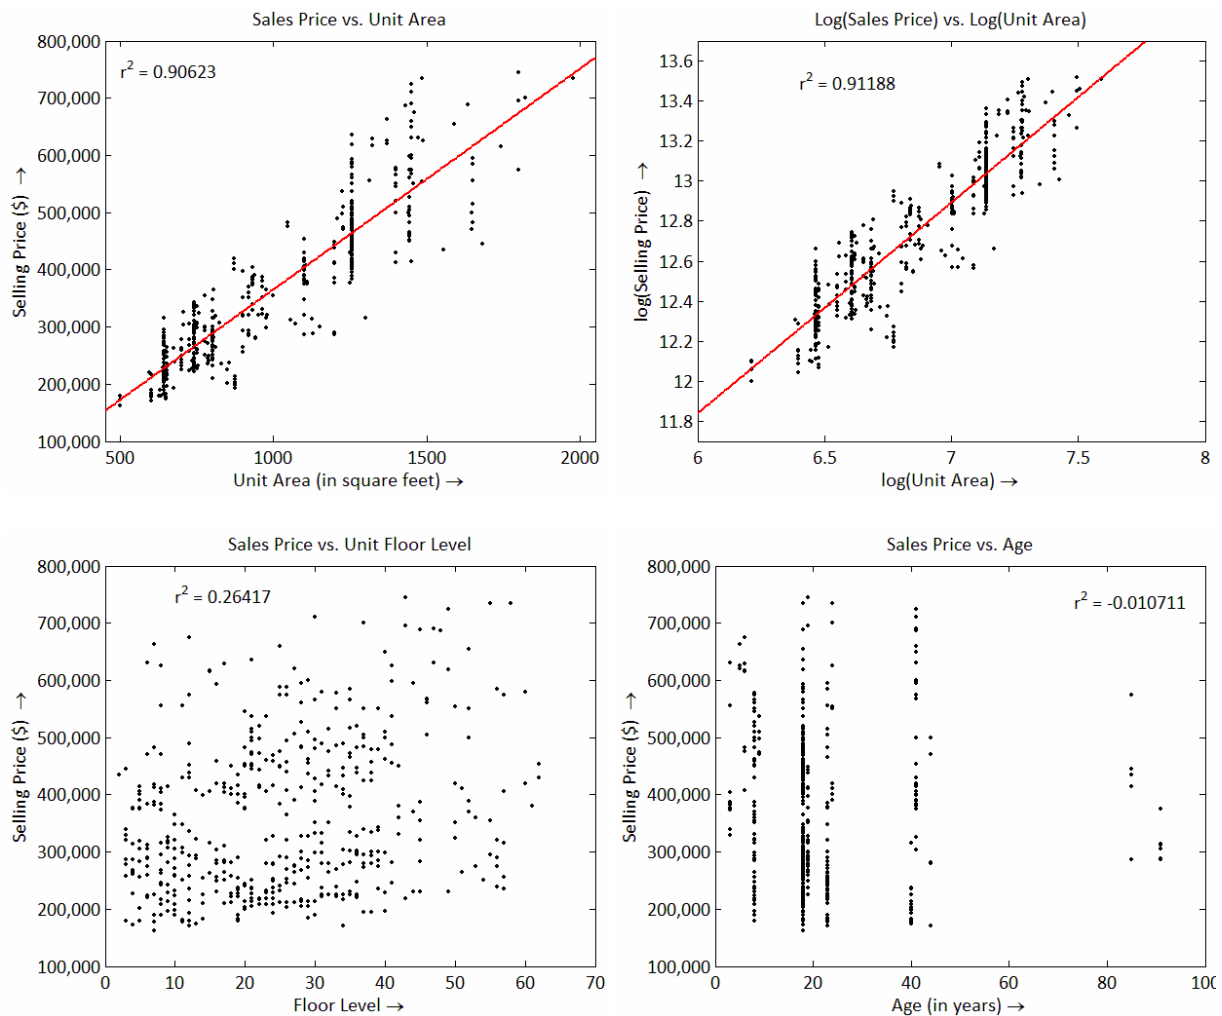 Sales Price vs. Unit Area
800,000
700,000
600,000
500,000
400,000
300,000
200,000
100,000
r² = 0.90623
Selling Price ($) →
500 1000 1500 2000
Unit Area (in square feet) →
Log(Sales Price) vs. Log(Unit Area)
13.6
13.4
13.2
13
12.8
12.6
12.4
12.2
12
11.8
r² = 0.91188
log(Selling Price) →
6 6.5 7 7.5 8
log(Unit Area) →
Sales Price vs. Unit Floor Level
800,000
700,000
600,000
500,000
400,000
300,000
200,000
100,000
r² = 0.26417
Selling Price ($) →
0 10 20 30 40 50 60 70
Floor Level →
Sales Price vs. Age
800,000
700,000
600,000
500,000
400,000
300,000
200,000
100,000
r² = -0.010711
Selling Price ($) →
0 20 40 60 80 100
Age (in years) →